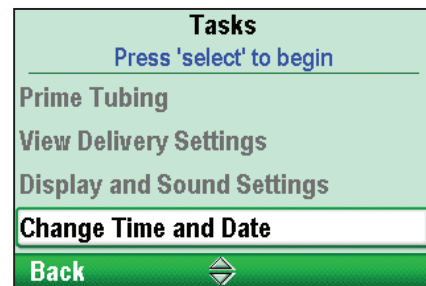 Tasks
Press 'select' to begin
Prime Tubing
View Delivery Settings
Display and Sound Settings
Change Time and Date
Back